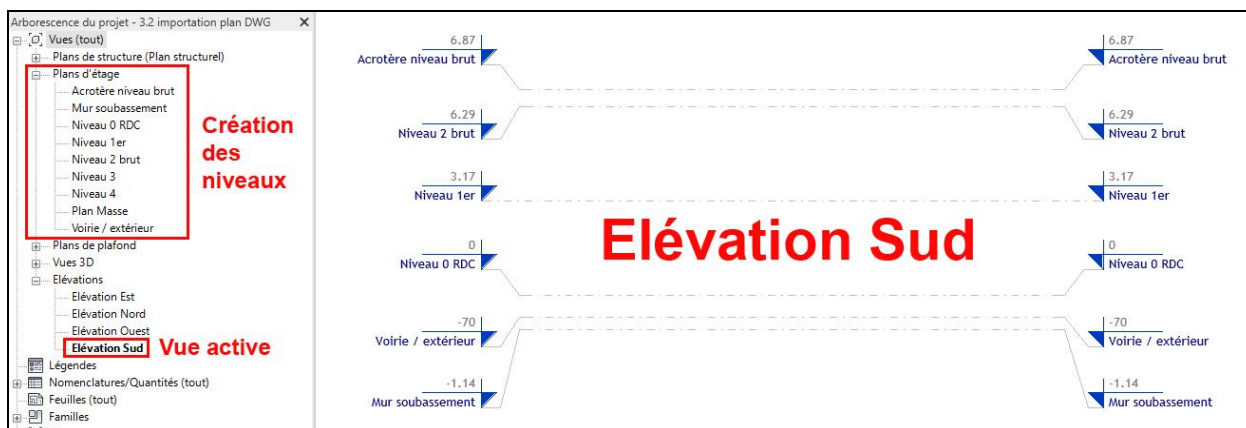 Arborescence du projet - 3.2 importation plan DWG
Vues (tout)
Plans de structure (Plan structurel)
Plans d'étage
Acrotère niveau brut
Mur soubassement
Niveau 0 RDC
Niveau 1er
Niveau 2 brut
Niveau 3
Niveau 4
Plan Masse
Voirie / extérieur
Plans de plafond
Vues 3D
Elévations
Elévation Est
Elévation Nord
Elévation Ouest
Elévation Sud
Légendes
Nomenclatures/Quantités (tout)
Feuilles (tout)
Familles
Création
des
niveaux
Vue active
6.87
Acrotère niveau brut
6.29
Niveau 2 brut
3.17
Niveau 1er
0
Niveau 0 RDC
-70
Voirie / extérieur
-1.14
Mur soubassement
Elévation Sud
6.87
Acrotère niveau brut
6.29
Niveau 2 brut
3.17
Niveau 1er
0
Niveau 0 RDC
-70
Voirie / extérieur
-1.14
Mur soubassement